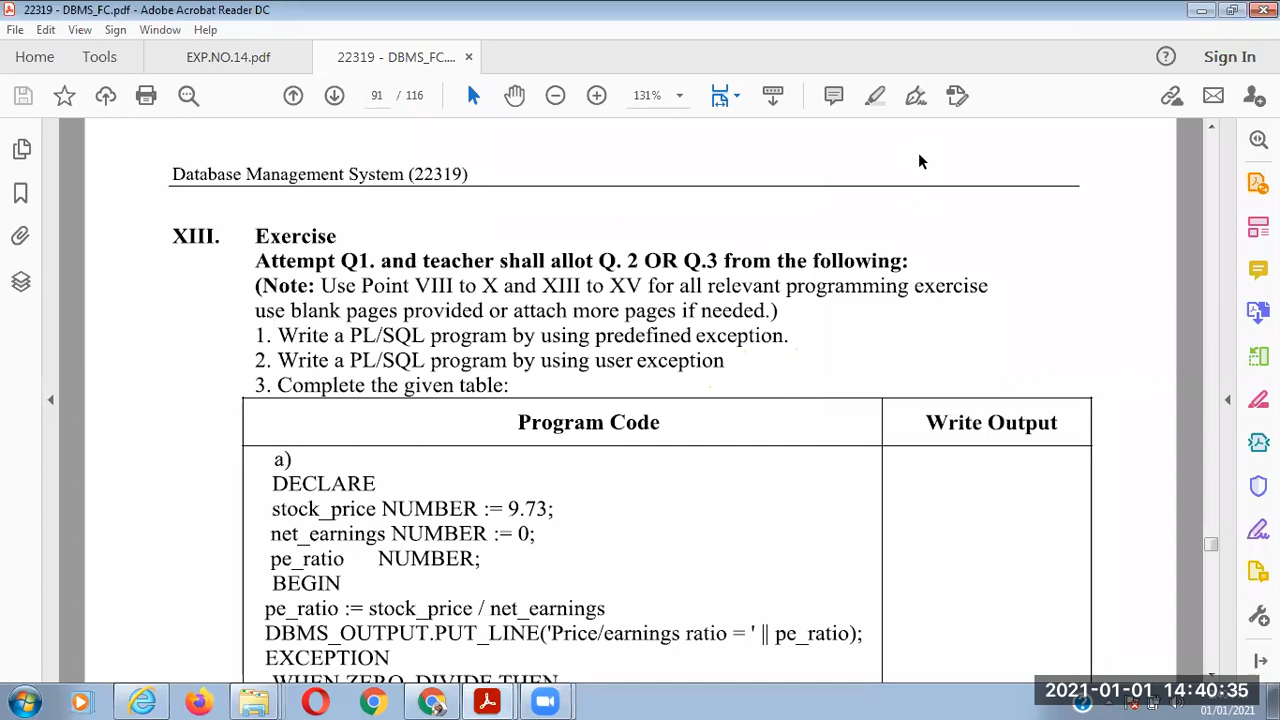 22319 - DBMS_FC.pdf - Adobe Acrobat Reader DC
File Edit View Sign Window Help
Home Tools EXP.NO.14.pdf 22319 - DBMS_FC.... ×
? Sign In
91 / 116 131%
Database Management System (22319)
XIII. Exercise
Attempt Q1. and teacher shall allot Q. 2 OR Q.3 from the following:
(Note: Use Point VIII to X and XIII to XV for all relevant programming exercise
use blank pages provided or attach more pages if needed.)
1. Write a PL/SQL program by using predefined exception.
2. Write a PL/SQL program by using user exception
3. Complete the given table:
Program Code Write Output
a)
DECLARE
stock_price NUMBER := 9.73;
net_earnings NUMBER := 0;
pe_ratio NUMBER;
BEGIN
pe_ratio := stock_price / net_earnings
DBMS_OUTPUT.PUT_LINE('Price/earnings ratio = ' || pe_ratio);
EXCEPTION
WHEN ZERO_DIVIDE THEN
2021-01-01 14:40:35
01/01/2021